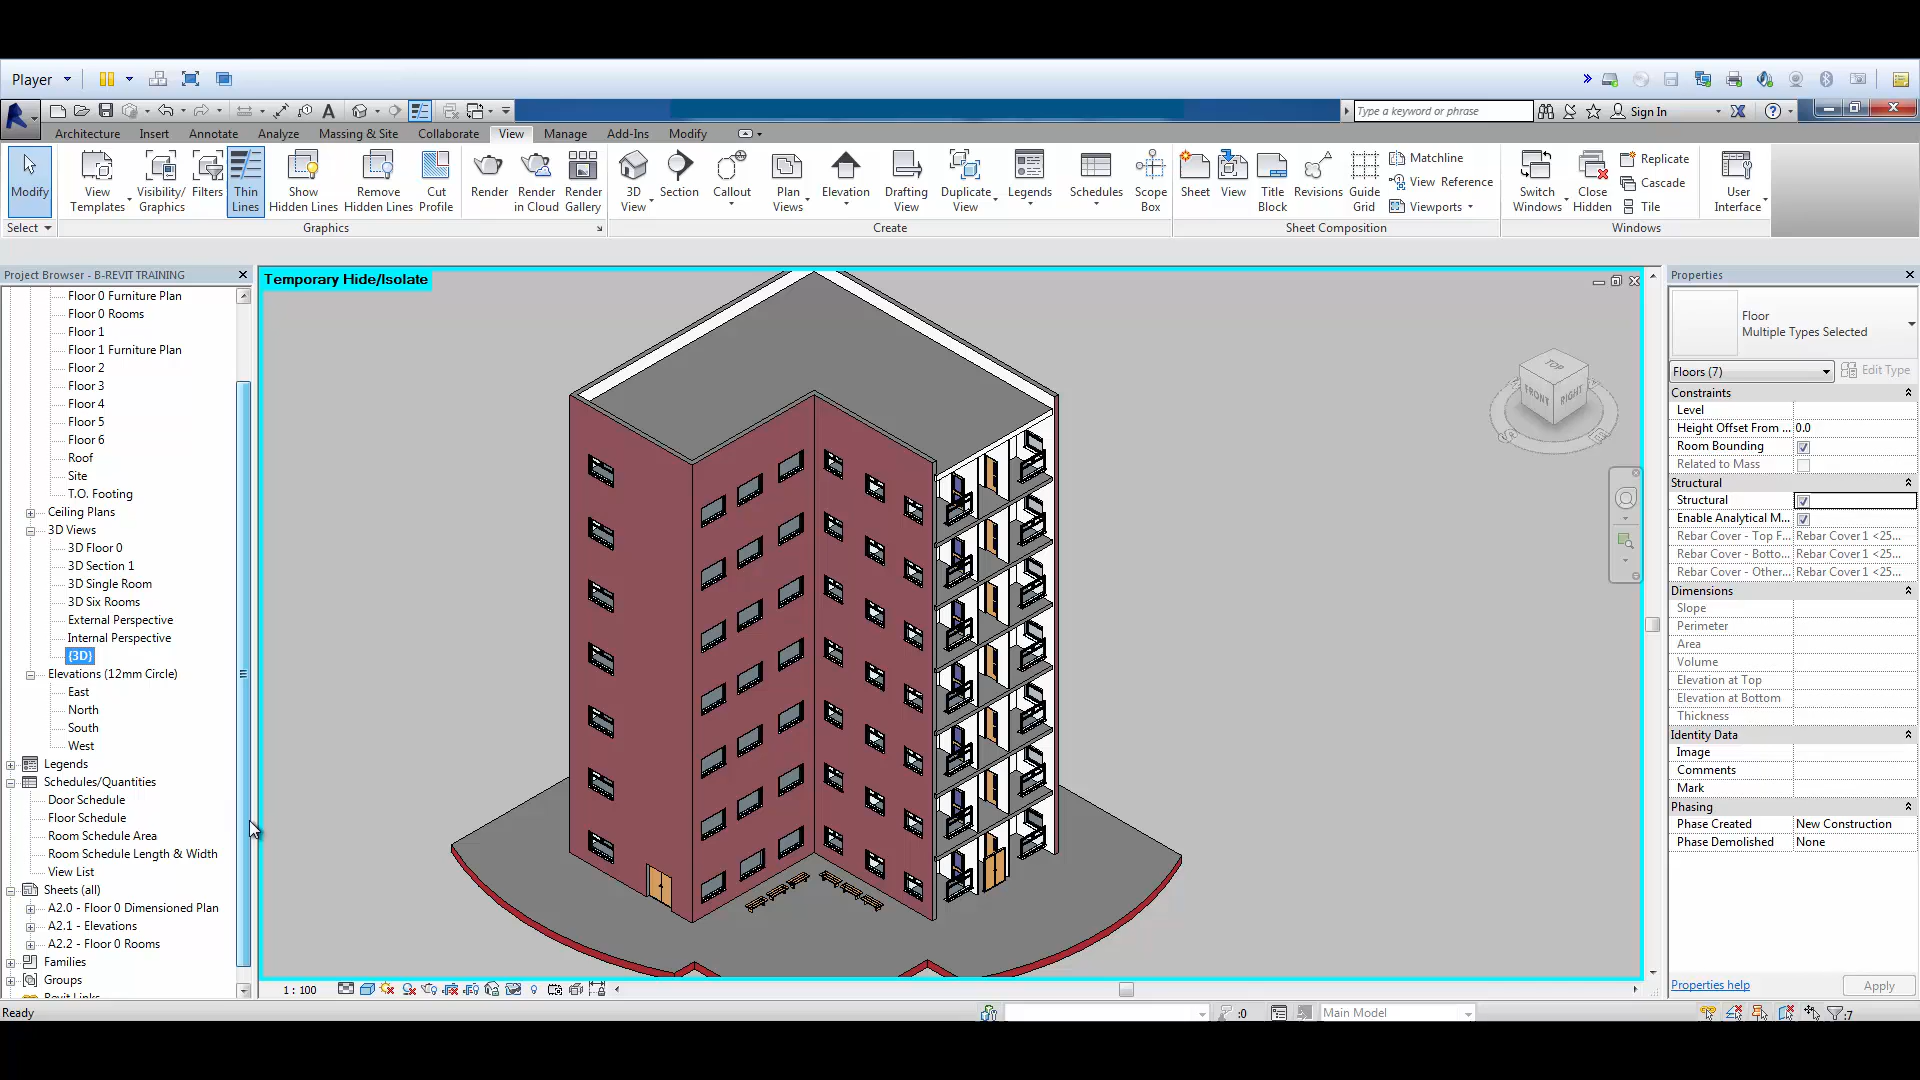 Player
Type a keyword or phrase
Sign In
Architecture Insert Annotate Analyze Massing & Site Collaborate View Manage Add-Ins Modify
Modify
View Templates
Visibility/ Graphics
Filters
Thin Lines
Show Hidden Lines
Remove Hidden Lines
Cut Profile
Render
Render in Cloud
Render Gallery
3D View
Section
Callout
Plan Views
Elevation
Drafting View
Duplicate View
Legends
Schedules
Scope Box
Sheet
View
Title Block
Revisions
Guide Grid
Matchline
View Reference
Viewports
Switch Windows
Close Hidden
Replicate
Cascade
Tile
User Interface
Select Graphics Create Sheet Composition Windows
Project Browser - B-REVIT TRAINING
Floor 0 Furniture Plan
Floor 0 Rooms
Floor 1
Floor 1 Furniture Plan
Floor 2
Floor 3
Floor 4
Floor 5
Floor 6
Roof
Site
T.O. Footing
Ceiling Plans
3D Views
3D Floor 0
3D Section 1
3D Single Room
3D Six Rooms
External Perspective
Internal Perspective
{3D}
Elevations (12mm Circle)
East
North
South
West
Legends
Schedules/Quantities
Door Schedule
Floor Schedule
Room Schedule Area
Room Schedule Length & Width
View List
Sheets (all)
A2.0 - Floor 0 Dimensioned Plan
A2.1 - Elevations
A2.2 - Floor 0 Rooms
Families
Groups
Revit Links
Temporary Hide/Isolate
TOP
FRONT
RIGHT
1 : 100
Properties
Floor
Multiple Types Selected
Floors (7) Edit Type
Constraints
Level
Height Offset From ... 0.0
Room Bounding
Related to Mass
Structural
Structural
Enable Analytical M...
Rebar Cover - Top F... Rebar Cover 1 <25...
Rebar Cover - Botto... Rebar Cover 1 <25...
Rebar Cover - Other... Rebar Cover 1 <25...
Dimensions
Slope
Perimeter
Area
Volume
Elevation at Top
Elevation at Bottom
Thickness
Identity Data
Image
Comments
Mark
Phasing
Phase Created New Construction
Phase Demolished None
Properties help Apply
Ready
:0
Main Model
:7